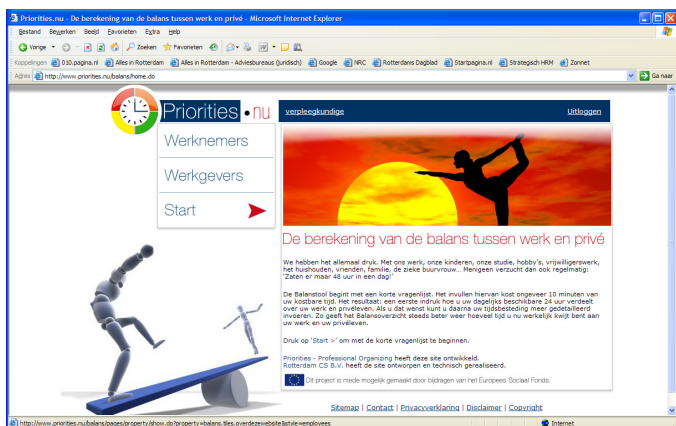 Priorities.nu - De berekening van de balans tussen werk en privé - Microsoft Internet Explorer
Bestand Bewerken Beeld Favorieten Extra Help
Vorige Zoeken Favorieten
Koppelingen 010.pagina.nl Alles in Rotterdam Alles in Rotterdam - Adviesbureaus (juridisch) Google NRC Rotterdams Dagblad Startpagina.nl Strategisch HRM Zonnet
Adres http://www.priorities.nu/balans/home.do Ga naar
Priorities.nu verpleegkundige Uitloggen
Werknemers
Werkgevers
Start
De berekening van de balans tussen werk en privé
We hebben het allemaal druk. Met ons werk, onze kinderen, onze studie, hobby's, vrijwilligerswerk,
het huishouden, vrienden, familie, de zieke buurvrouw... Menigeen verzucht dan ook regelmatig:
'Zaten er maar 48 uur in een dag!'
De Balanstool begint met een korte vragenlijst. Het invullen hiervan kost ongeveer 10 minuten van
uw kostbare tijd. Het resultaat: een eerste indruk hoe u uw dagelijks beschikbare 24 uur verdeelt
over uw werk en privéleven. Als u dat wenst kunt u daarna uw tijdsbesteding meer gedetailleerd
invoeren. Zo geeft het Balansoverzicht steeds beter weer hoeveel tijd u nu werkelijk kwijt bent aan
uw werk en uw privéleven.
Druk op 'Start >' om met de korte vragenlijst te beginnen.
Priorities - Professional Organizing heeft deze site ontwikkeld.
Rotterdam CS B.V. heeft de site ontworpen en technisch gerealiseerd.
Dit project is mede mogelijk gemaakt door bijdragen van het Europees Sociaal Fonds.
Sitemap | Contact | Privacyverklaring | Disclaimer | Copyright
http://www.priorities.nu/balans/pages/property/show.do?property=balans.tiles.overdezewebsite&style=employees Internet